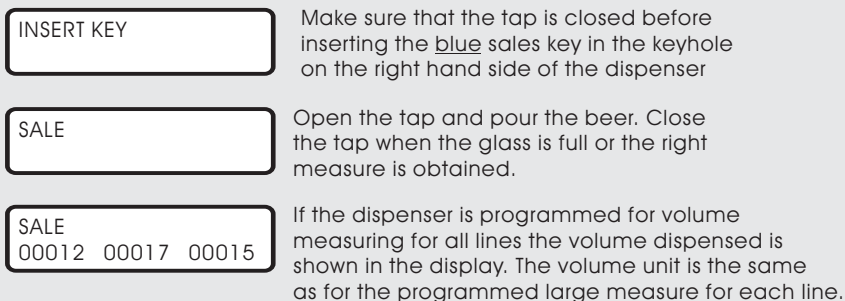 INSERT KEY
Make sure that the tap is closed before
inserting the blue sales key in the keyhole
on the right hand side of the dispenser
SALE
Open the tap and pour the beer. Close
the tap when the glass is full or the right
measure is obtained.
SALE
00012 00017 00015
If the dispenser is programmed for volume
measuring for all lines the volume dispensed is
shown in the display. The volume unit is the same
as for the programmed large measure for each line.